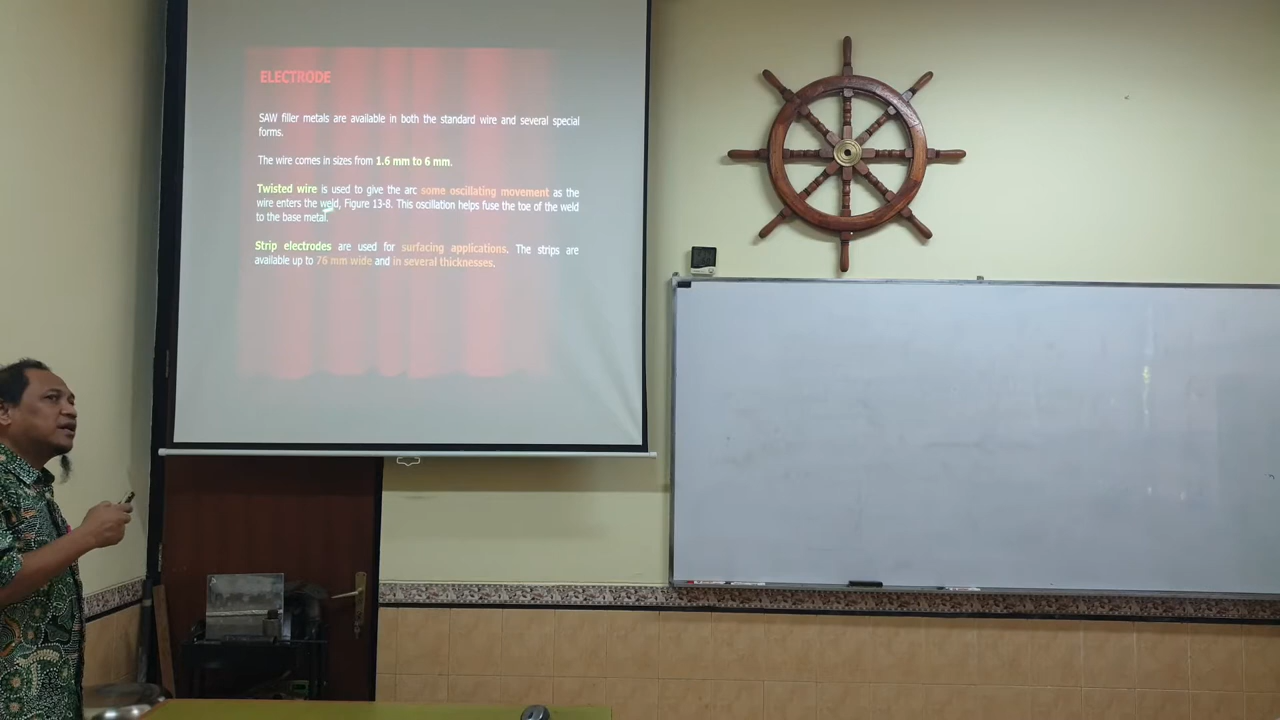 ELECTRODE
SAW filler metals are available in both the standard wire and several special
forms.
The wire comes in sizes from 1.6 mm to 6 mm.
Twisted wire is used to give the arc some oscillating movement as the
wire enters the weld, Figure 13-8. This oscillation helps fuse the toe of the weld
to the base metal.
Strip electrodes are used for surfacing applications. The strips are
available up to 76 mm wide and in several thicknesses.